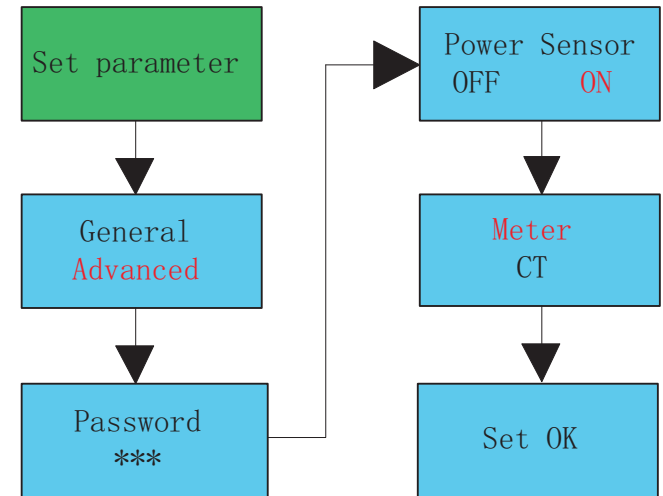 Set parameter
General
Advanced
Password
***
Power Sensor
OFF ON
Meter
CT
Set OK